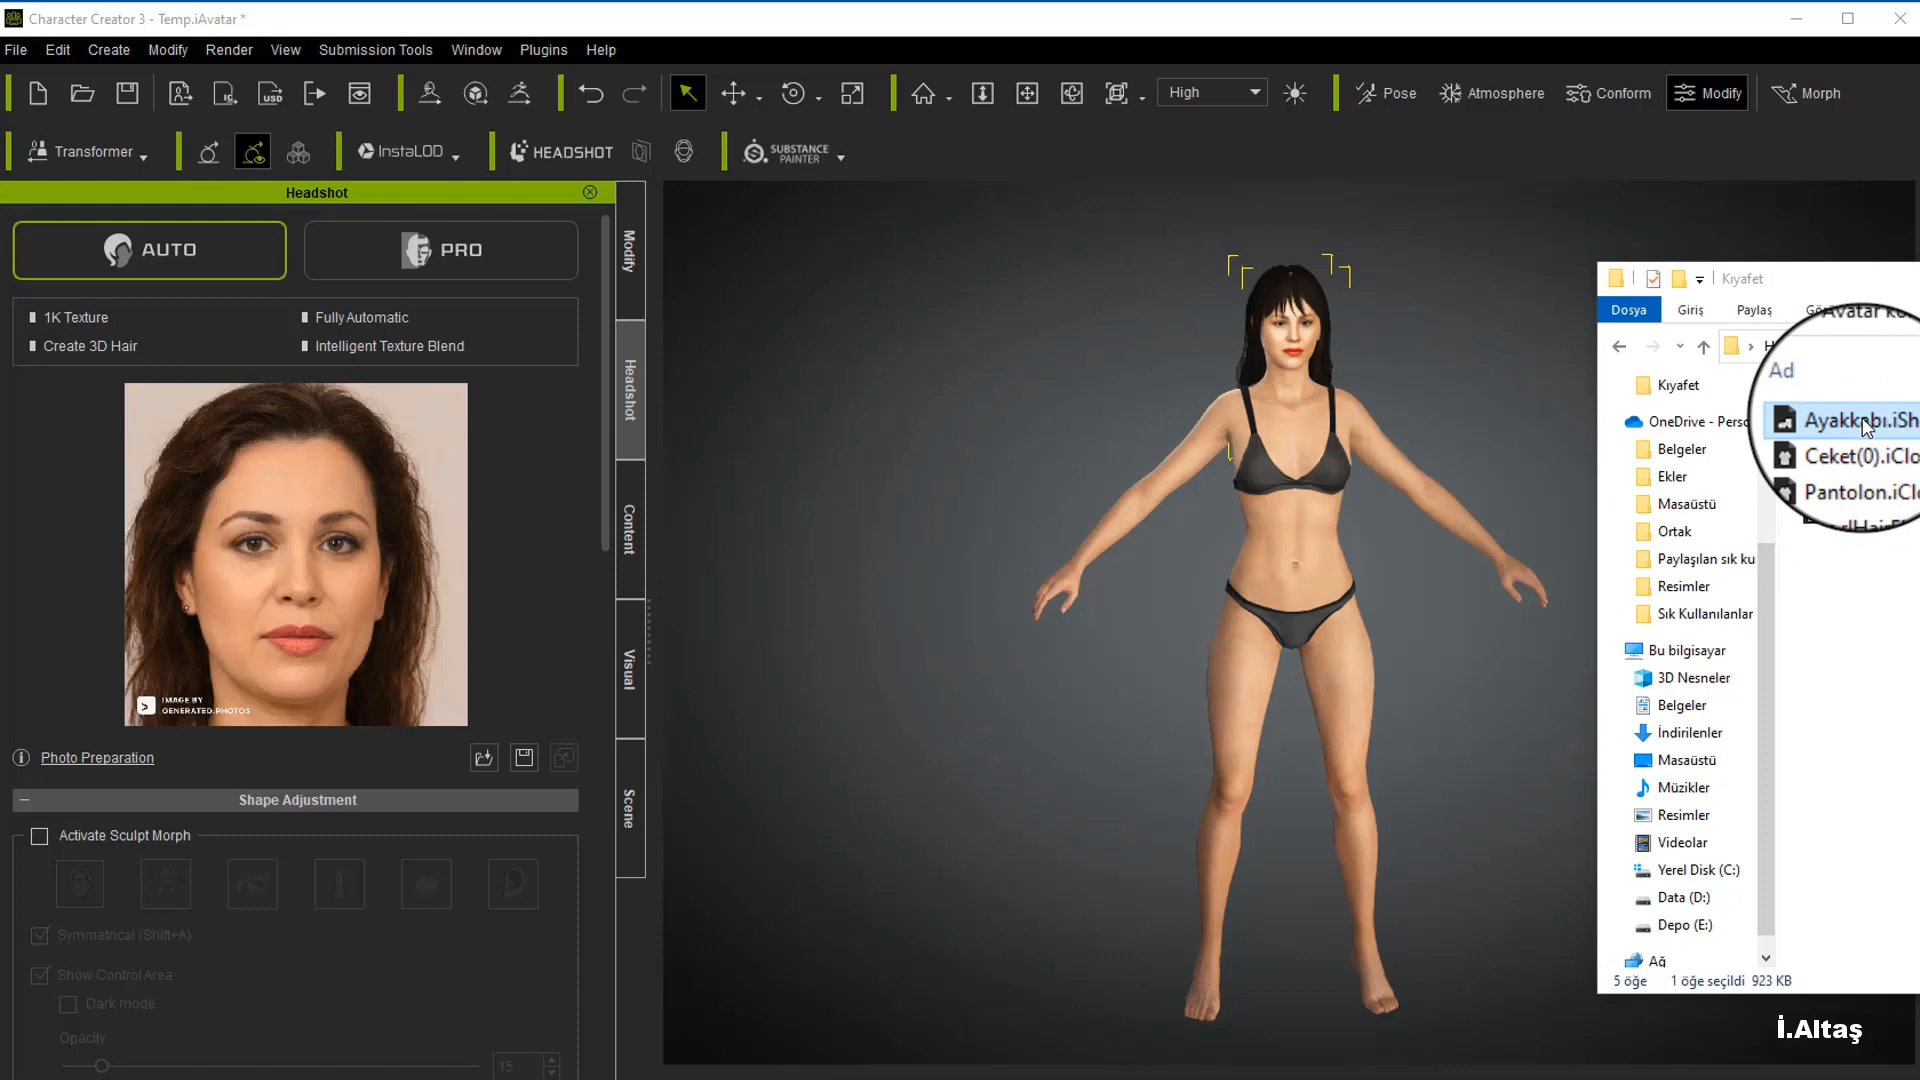 Character Creator 3 - Temp.iAvatar *
File Edit Create Modify Render View Submission Tools Window Plugins Help
High Pose Atmosphere Conform Modify Morph
Transformer InstaLOD HEADSHOT SUBSTANCE PAINTER
Headshot
AUTO PRO
1K Texture Fully Automatic
Create 3D Hair Intelligent Texture Blend
IMAGE BY
GENERATED.PHOTOS
Photo Preparation
Shape Adjustment
Activate Sculpt Morph
Symmetrical (Shift+A)
Show Control Area
Dark mode
Opacity
15
Modify
Headshot
Content
Visual
Scene
Kıyafet
Dosya Giriş Paylaş
Ad
Kıyafet
OneDrive - Perso
Belgeler
Ekler
Masaüstü
Ortak
Paylaşılan sık ku
Resimler
Sık Kullanılanlar
Bu bilgisayar
3D Nesneler
Belgeler
İndirilenler
Masaüstü
Müzikler
Resimler
Videolar
Yerel Disk (C:)
Data (D:)
Depo (E:)
Ağ
Ayakkabı.iSh
Ceket(0).iClo
Pantolon.iClo
5 öğe 1 öğe seçildi 923 KB
İ.Altaş